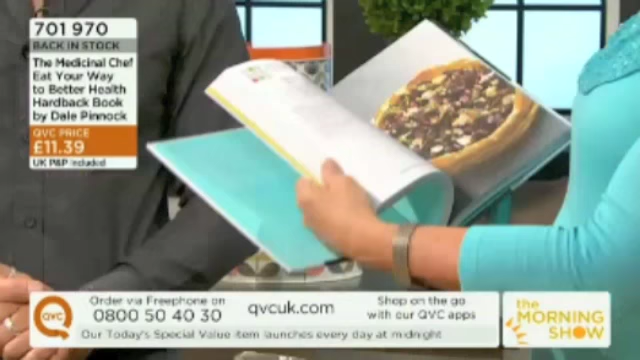 701 970
BACK IN STOCK
The Medicinal Chef
Eat Your Way
to Better Health
Hardback Book
by Dale Pinnock
QVC PRICE
£11.39
UK P&P Included
QVC
Order via Freephone on
0800 50 40 30
qvcuk.com
Shop on the go
with our QVC apps
Our Today's Special Value item launches every day at midnight
the
MORNING
SHOW